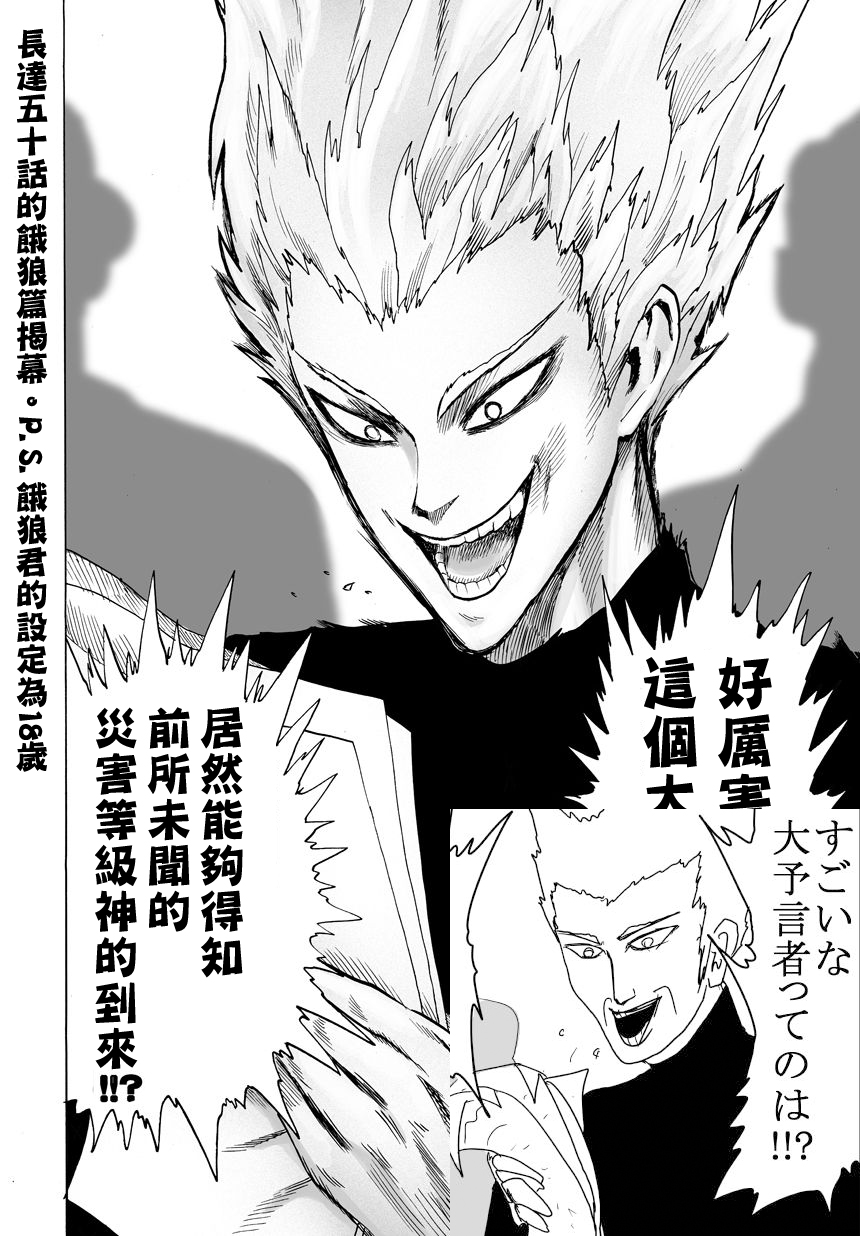 好厲害
這個大
居然能夠得知
前所未聞的
災害等級神的到來!!?
すごいな
大予言者ってのは!!?
長達五十話的餓狼篇揭幕。P.S.餓狼君的設定為18歲